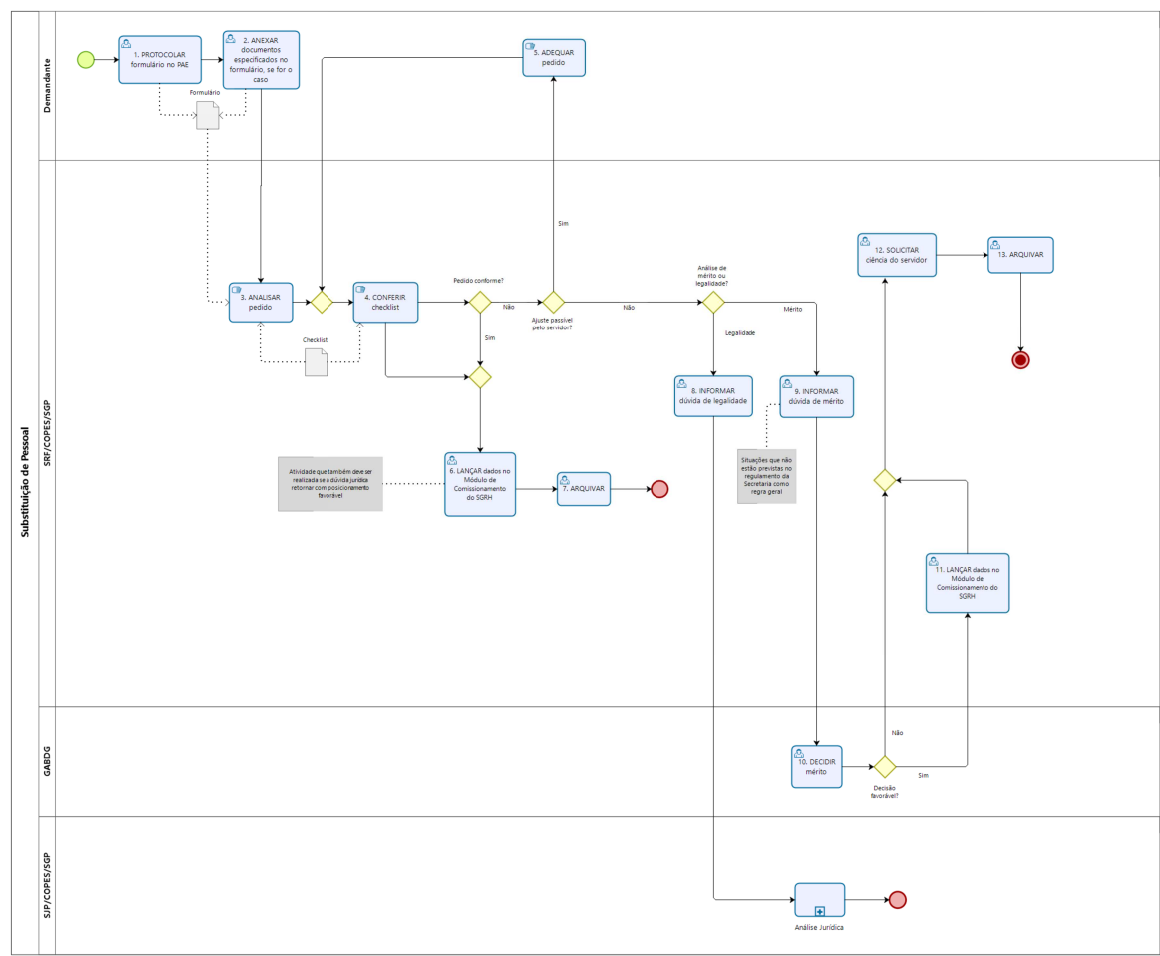 Substituição de Pessoal
Demandante
1. PROTOCOLAR
formulário no PAE
2. ANEXAR
documentos
especificados no
formulário, se for o
caso
Formulário
5. ADEQUAR
pedido
SRF/COPES/SGP
3. ANALISAR
pedido
4. CONFERIR
checklist
Checklist
Pedido conforme?
Não
Sim
Ajuste passível
pelo servidor?
Sim
Não
Análise de
mérito ou
legalidade?
Mérito
Legalidade
8. INFORMAR
dúvida de legalidade
9. INFORMAR
dúvida de mérito
Situações que não
estão previstas no
regulamento da
Secretaria como
regra geral
Atividade que também deve ser
realizada se a dúvida jurídica
retornar com posicionamento
favorável
6. LANÇAR dados no
Módulo de
Comissionamento
do SGRH
7. ARQUIVAR
12. SOLICITAR
ciência do servidor
13. ARQUIVAR
11. LANÇAR dados no
Módulo de
Comissionamento do
SGRH
GABDG
10. DECIDIR
mérito
Não
Sim
Decisão
favorável?
SJP/COPES/SGP
Análise Jurídica